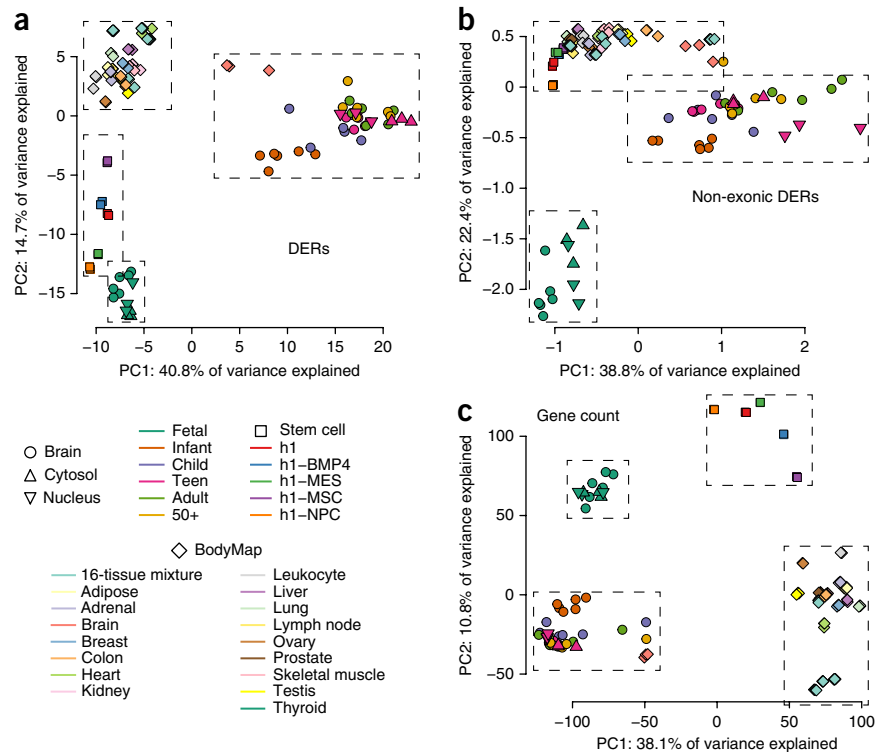 a
PC2: 14.7% of variance explained
5
0
−5
−10
−15
DERs
−10
−5
0
5
10
15
20
PC1: 40.8% of variance explained
b
PC2: 22.4% of variance explained
0.5
0
−0.5
−1.0
−1.5
−2.0
Non-exonic DERs
−1
0
1
2
PC1: 38.8% of variance explained
Brain
Cytosol
Nucleus
Fetal
Infant
Child
Teen
Adult
50+
Stem cell
h1
h1−BMP4
h1−MES
h1−MSC
h1−NPC
BodyMap
16-tissue mixture
Adipose
Adrenal
Brain
Breast
Colon
Heart
Kidney
Leukocyte
Liver
Lung
Lymph node
Ovary
Prostate
Skeletal muscle
Testis
Thyroid
c
Gene count
PC2: 10.8% of variance explained
100
50
0
−50
−100
−50
0
50
100
PC1: 38.1% of variance explained